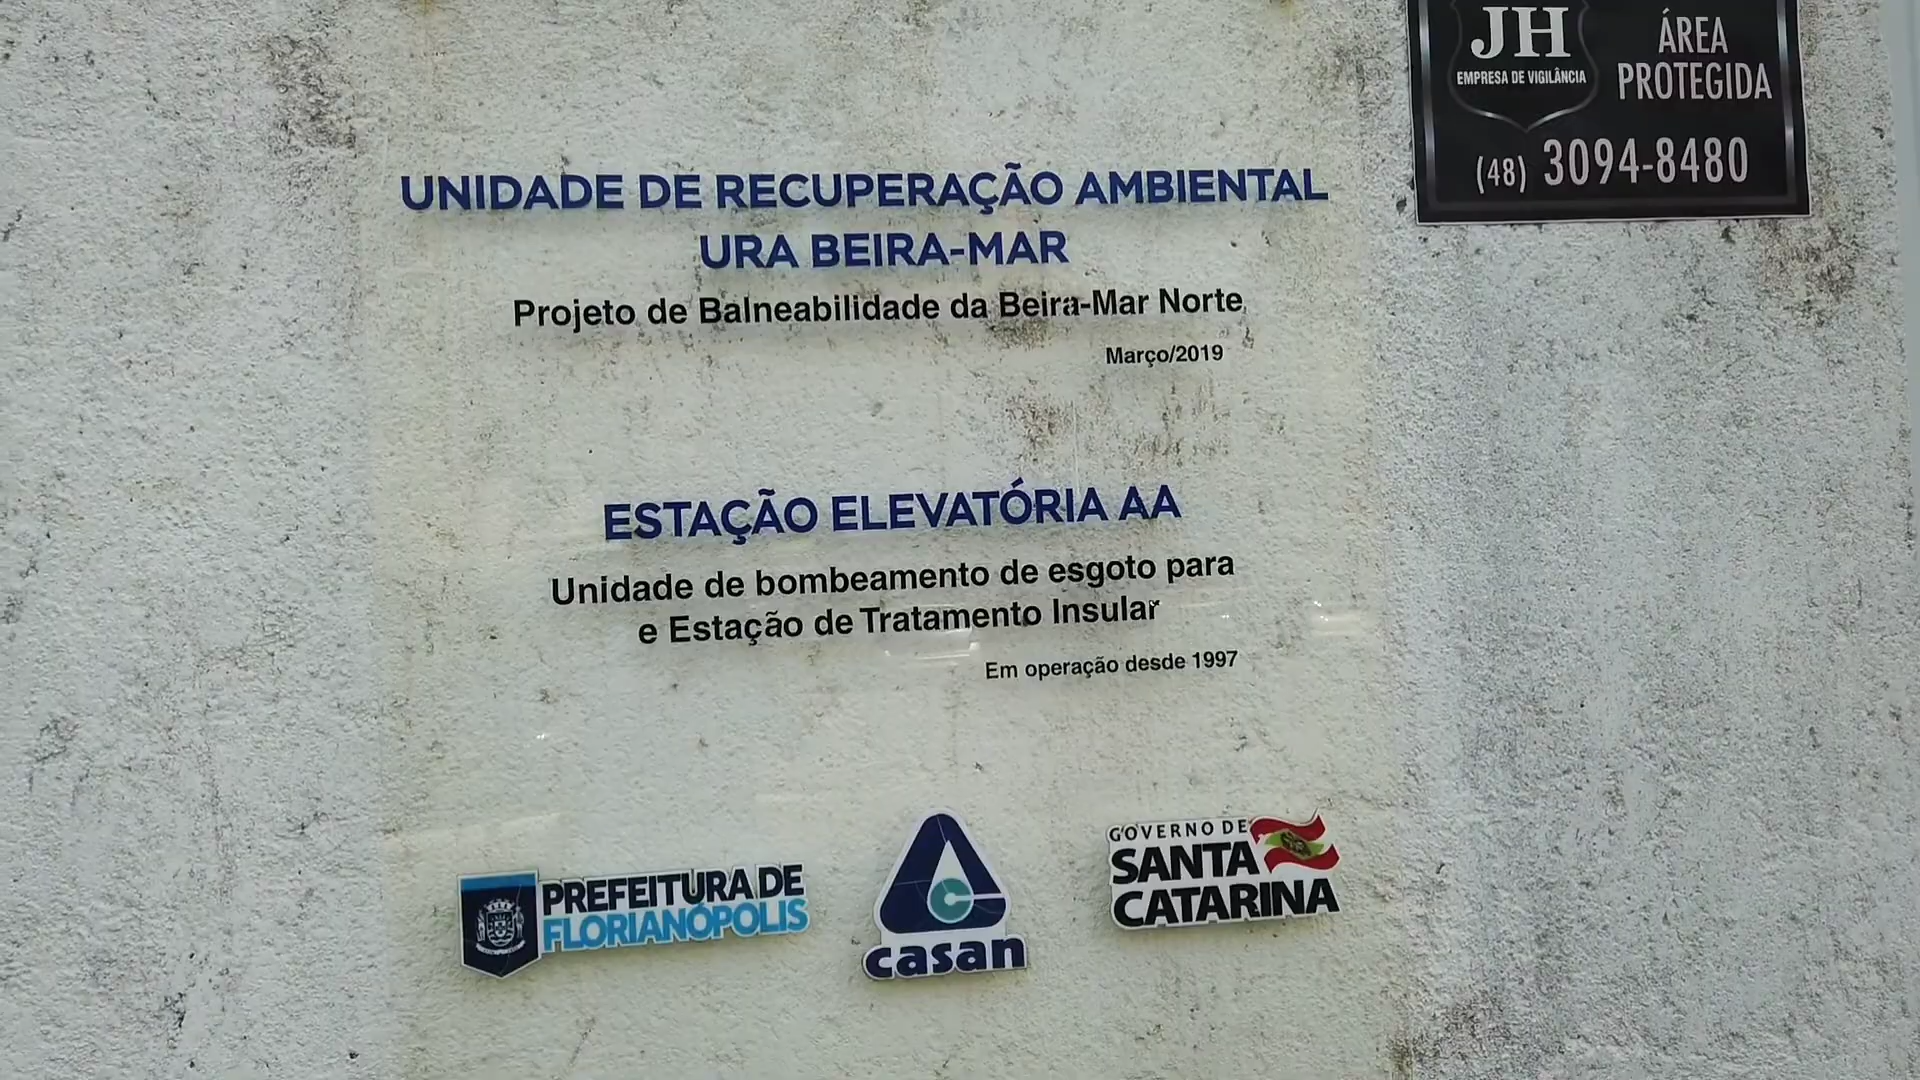 JH
EMPRESA DE VIGILÂNCIA
ÁREA
PROTEGIDA
(48) 3094-8480
UNIDADE DE RECUPERAÇÃO AMBIENTAL
URA BEIRA-MAR
Projeto de Balneabilidade da Beira-Mar Norte
Março/2019
ESTAÇÃO ELEVATÓRIA AA
Unidade de bombeamento de esgoto para
e Estação de Tratamento Insular
Em operação desde 1997
PREFEITURA DE
FLORIANÓPOLIS
casan
GOVERNO DE
SANTA
CATARINA